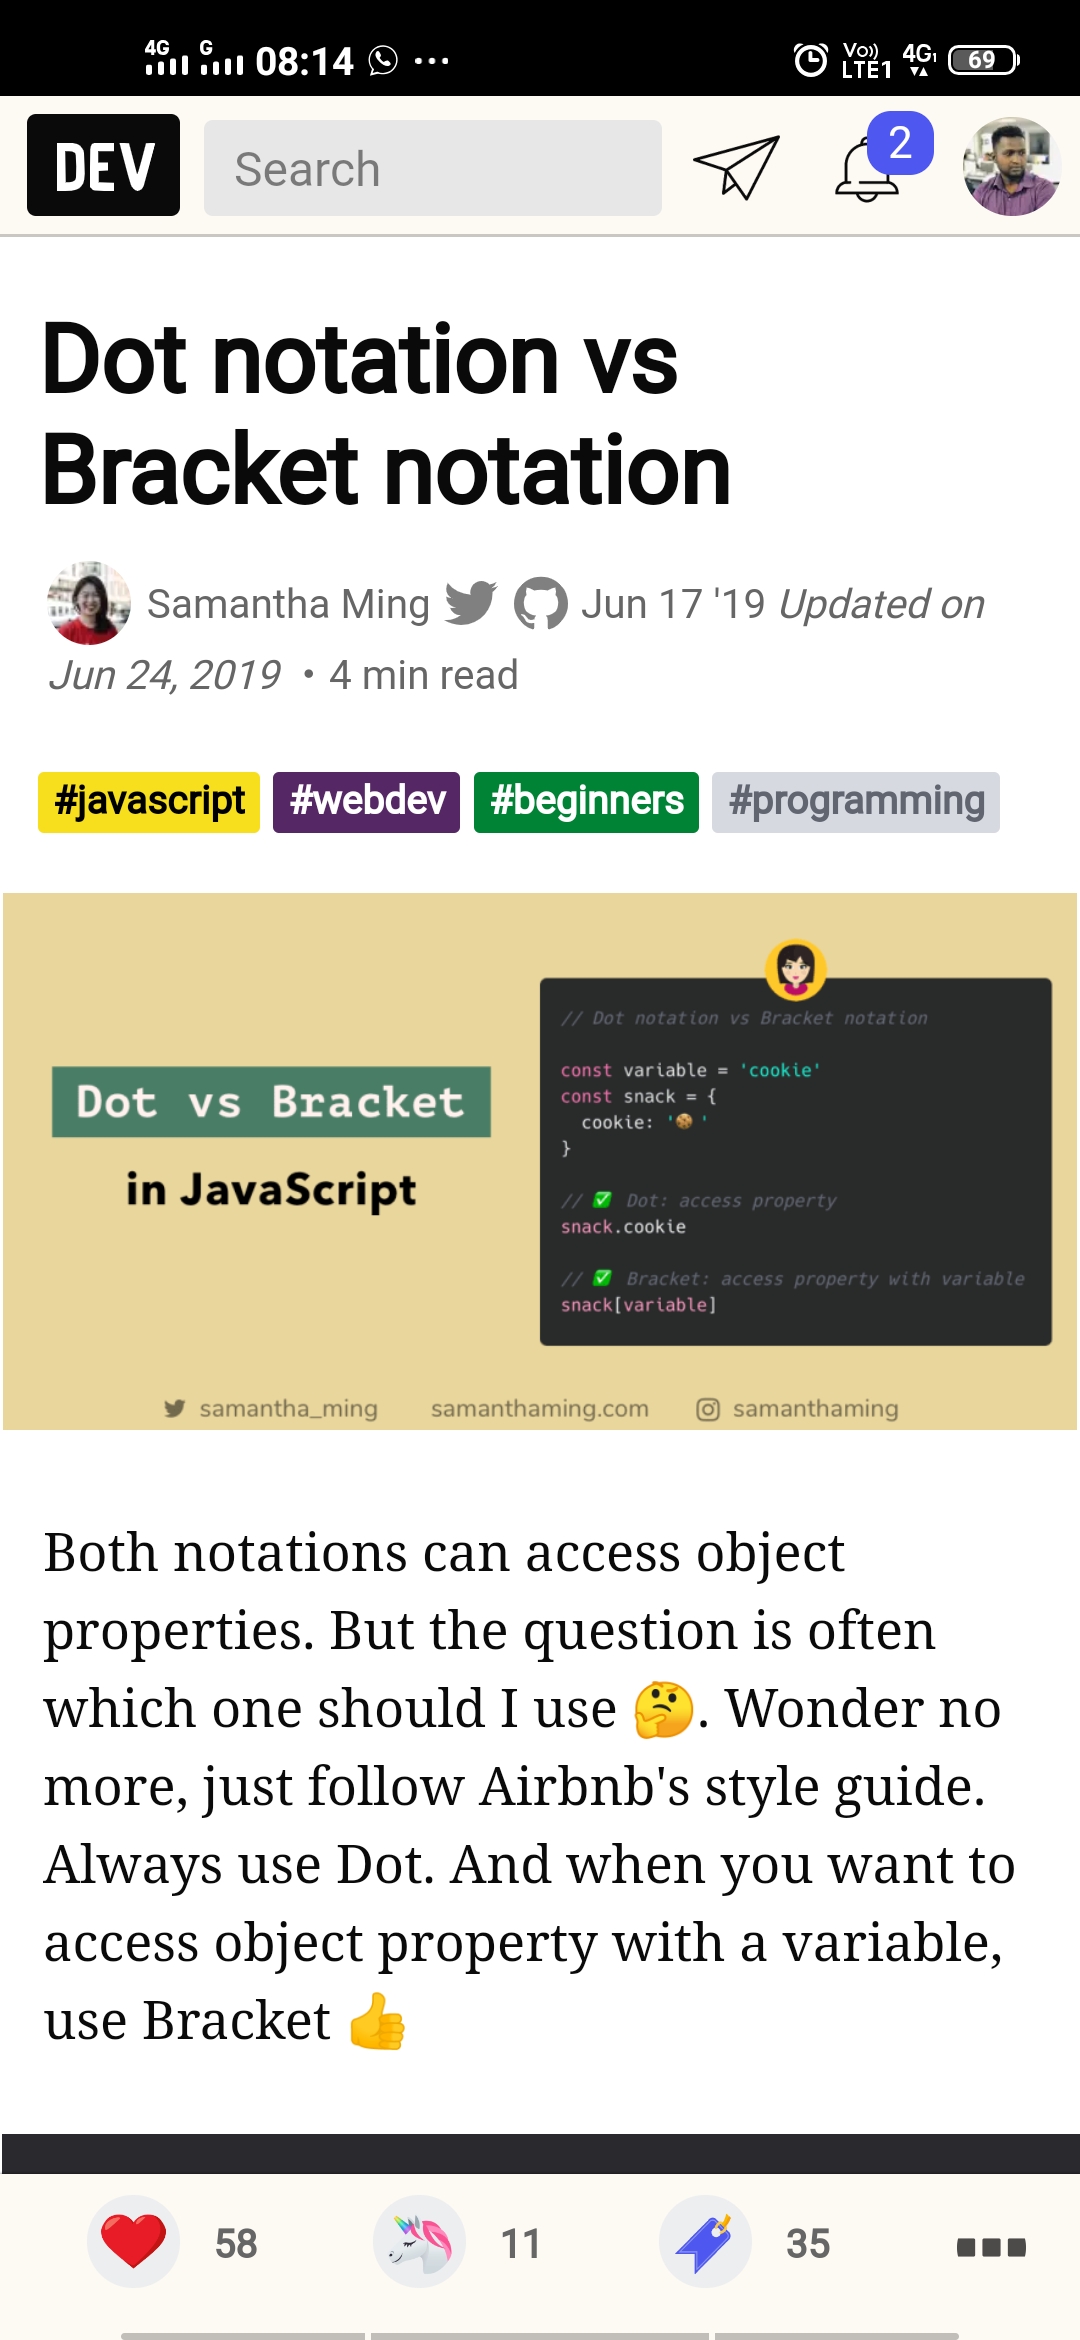 4G G 08:14 Vo)) LTE1 4G1 69
DEV Search 2
Dot notation vs
Bracket notation
Samantha Ming Jun 17 '19 Updated on
Jun 24, 2019 • 4 min read
#javascript #webdev #beginners #programming
Dot vs Bracket
in JavaScript
// Dot notation vs Bracket notation
const variable = 'cookie'
const snack = {
cookie: '🍪 '
}
// ✅ Dot: access property
snack.cookie
// ✅ Bracket: access property with variable
snack[variable]
samantha_ming samanthaming.com samanthaming
Both notations can access object
properties. But the question is often
which one should I use 🤔. Wonder no
more, just follow Airbnb's style guide.
Always use Dot. And when you want to
access object property with a variable,
use Bracket 👍
58 11 35